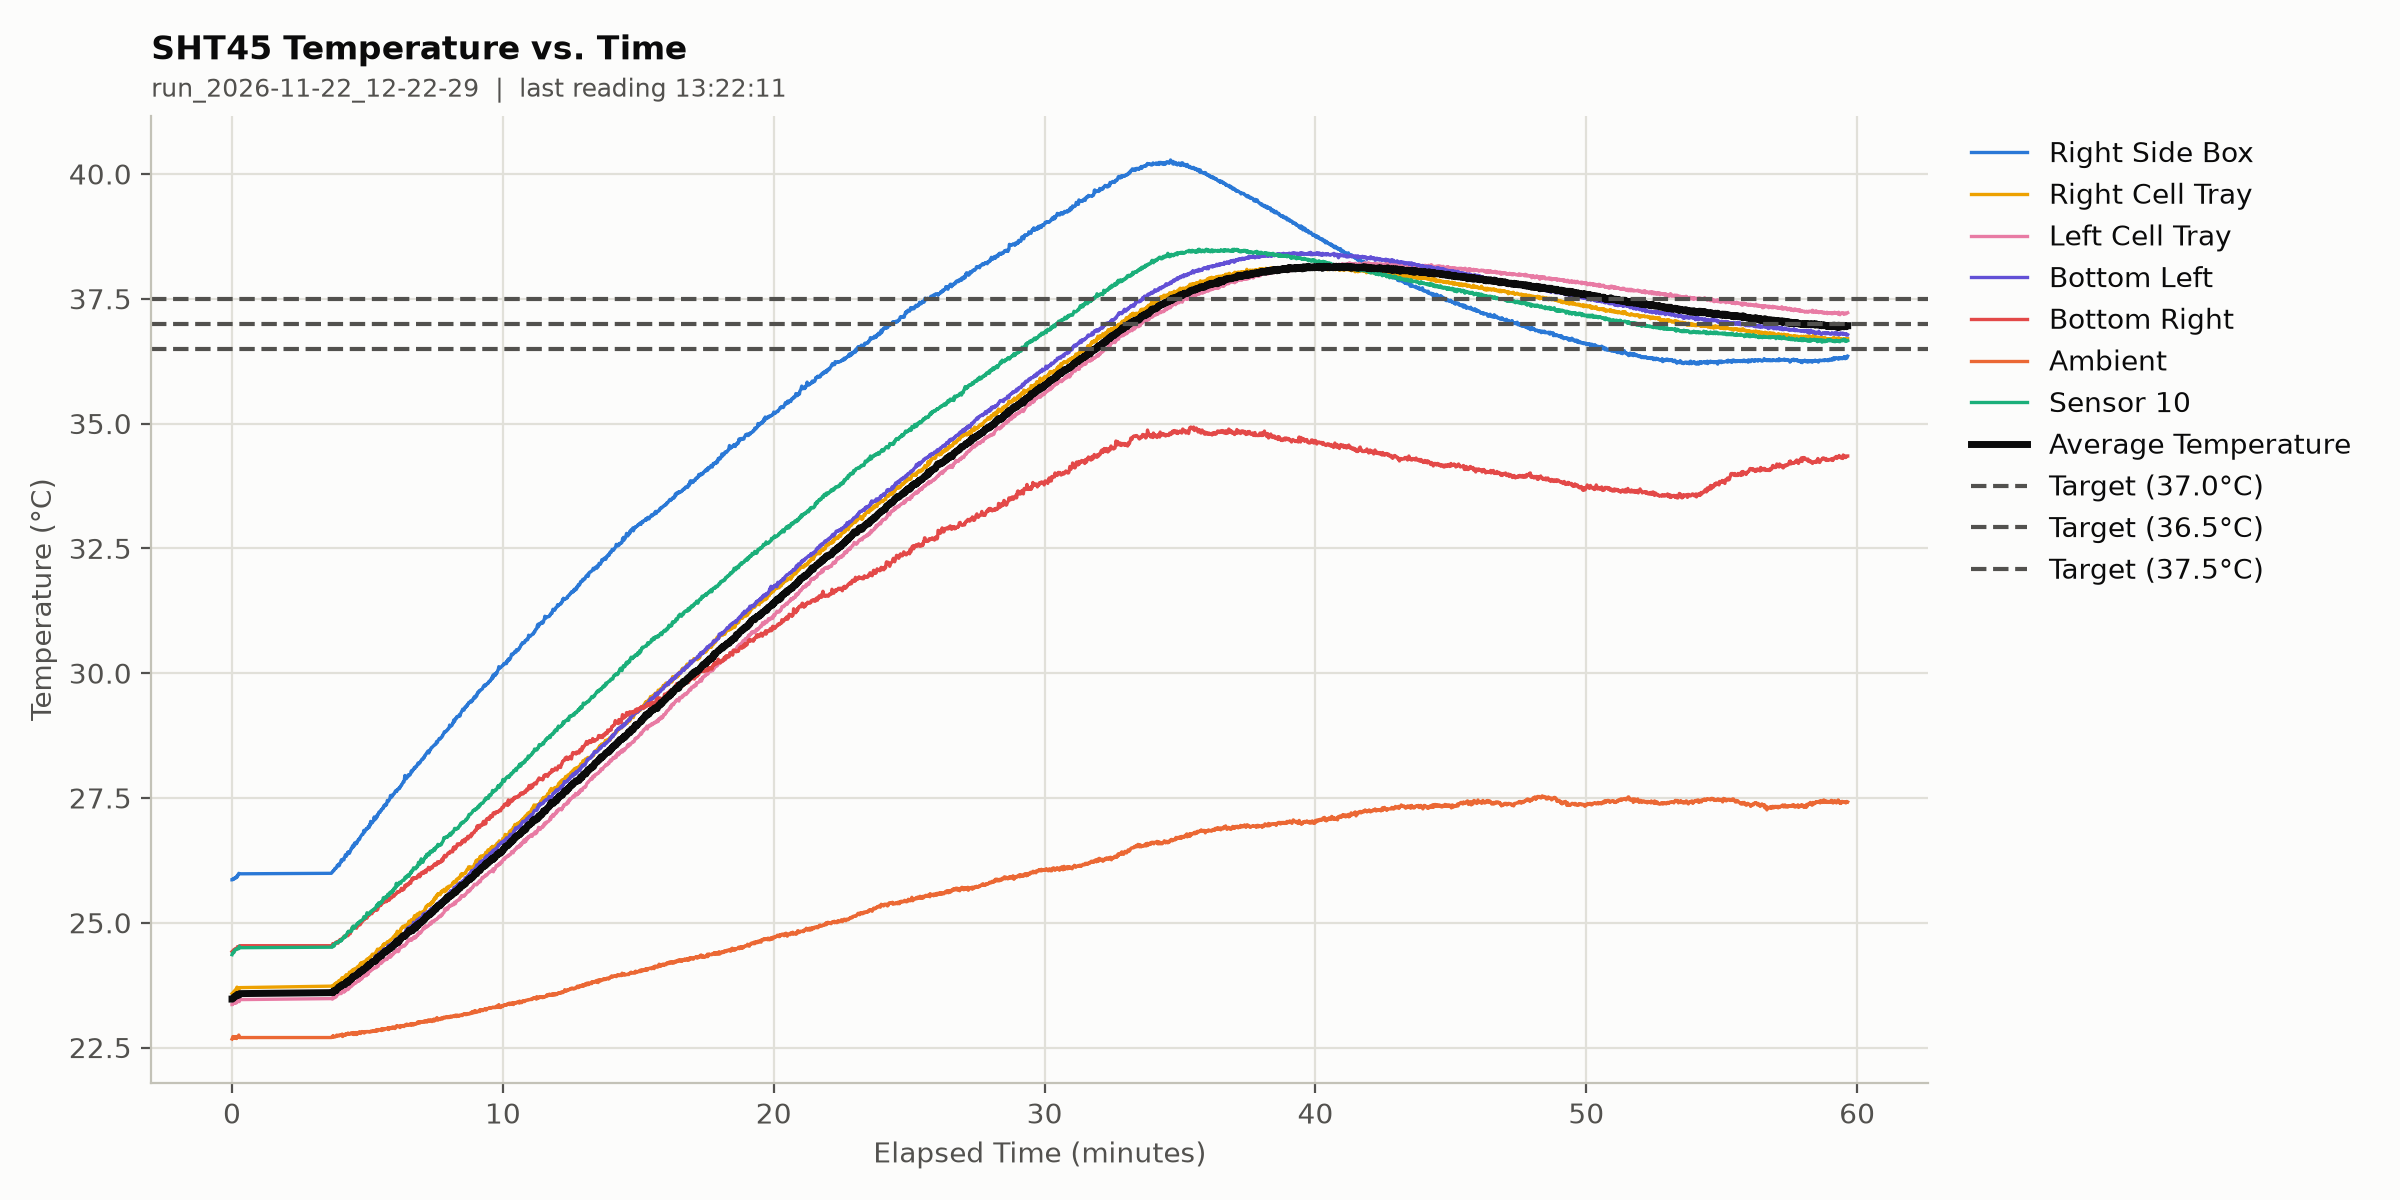 SHT45 Temperature vs. Time
run_2026-11-22_12-22-29 | last reading 13:22:11
Temperature (°C)
40.0
37.5
35.0
32.5
30.0
27.5
25.0
22.5
0 10 20 30 40 50 60
Elapsed Time (minutes)
Right Side Box
Right Cell Tray
Left Cell Tray
Bottom Left
Bottom Right
Ambient
Sensor 10
Average Temperature
Target (37.0°C)
Target (36.5°C)
Target (37.5°C)